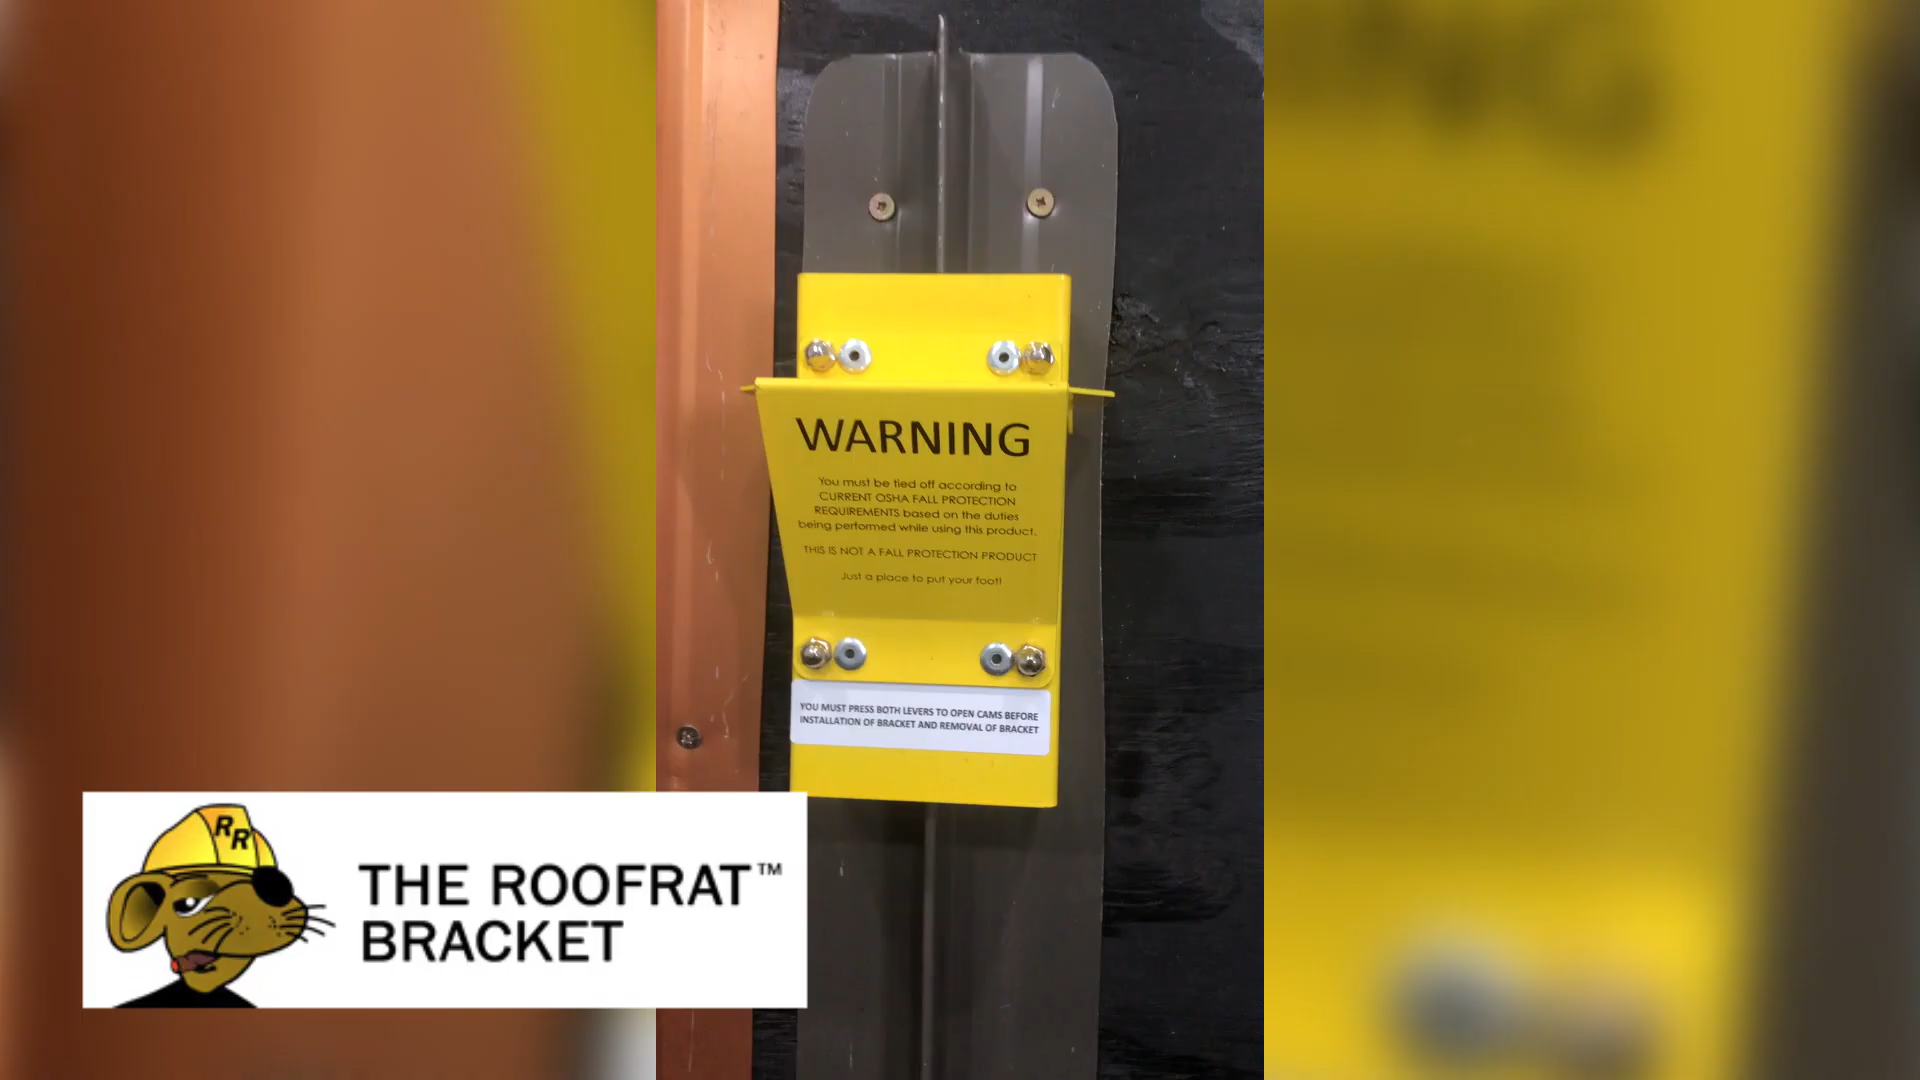 WARNING
You must be tied off according to
CURRENT OSHA FALL PROTECTION
REQUIREMENTS based on the duties
being performed while using this product.
THIS IS NOT A FALL PROTECTION PRODUCT
Just a place to put your foot!
YOU MUST PRESS BOTH LEVERS TO OPEN CAMS BEFORE
INSTALLATION OF BRACKET AND REMOVAL OF BRACKET
RR
THE ROOFRAT™
BRACKET